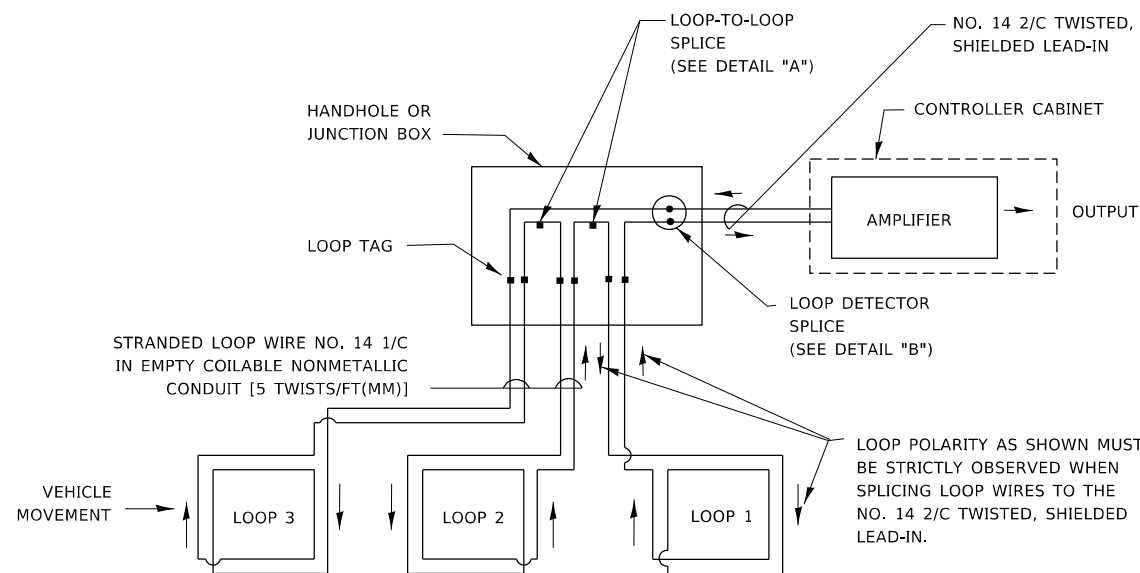 LOOP-TO-LOOP
SPLICE
(SEE DETAIL "A")
NO. 14 2/C TWISTED,
SHIELDED LEAD-IN
HANDHOLE OR
JUNCTION BOX
CONTROLLER CABINET
AMPLIFIER
OUTPUT
LOOP TAG
LOOP DETECTOR
SPLICE
(SEE DETAIL "B")
STRANDED LOOP WIRE NO. 14 1/C
IN EMPTY COILABLE NONMETALLIC
CONDUIT [5 TWISTS/FT(MM)]
LOOP POLARITY AS SHOWN MUST
BE STRICTLY OBSERVED WHEN
SPLICING LOOP WIRES TO THE
NO. 14 2/C TWISTED, SHIELDED
LEAD-IN.
VEHICLE
MOVEMENT
LOOP 3
LOOP 2
LOOP 1